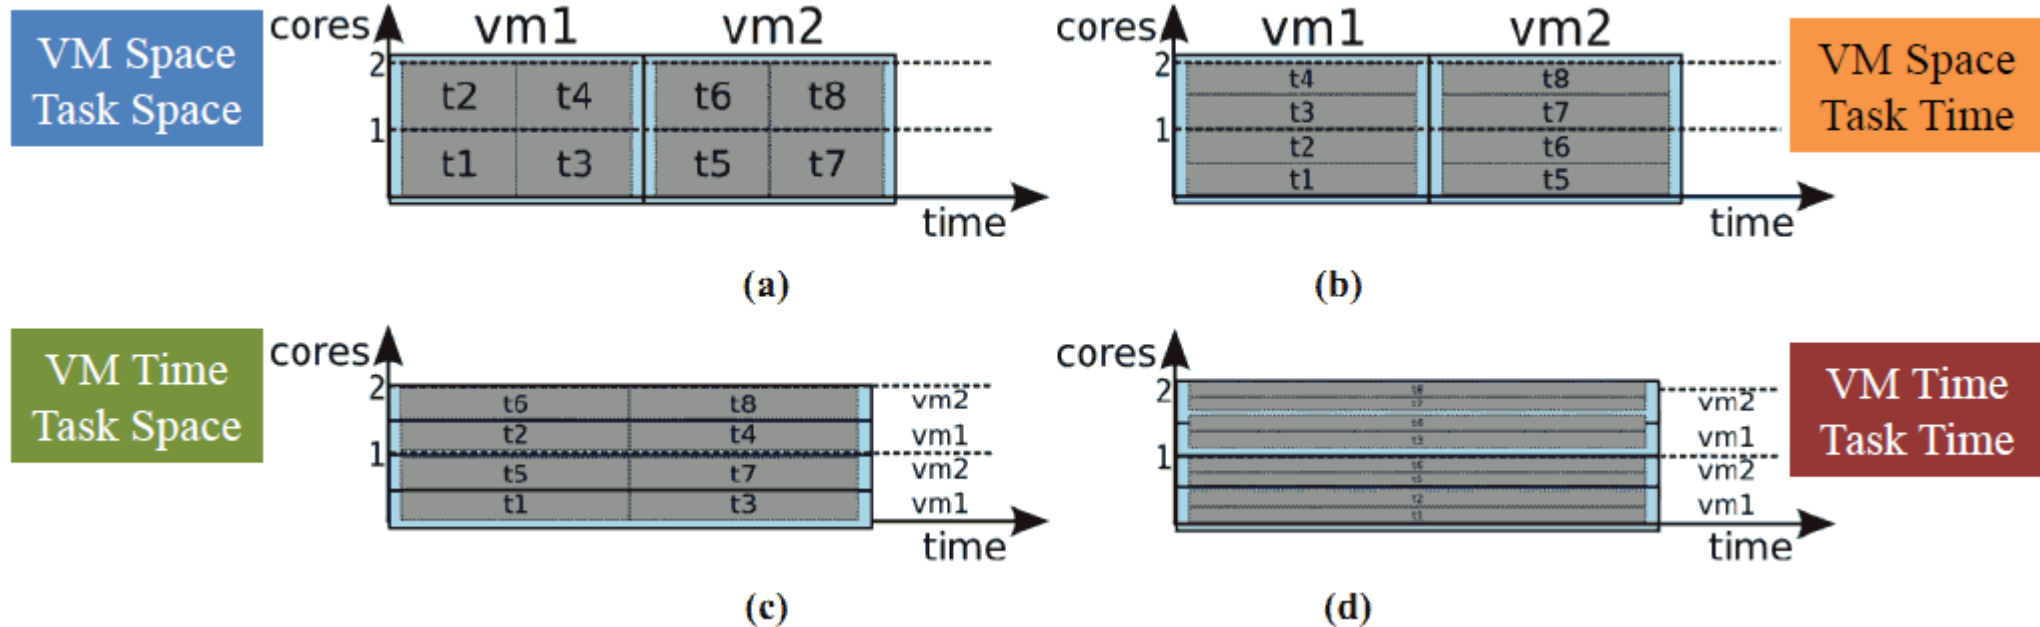 VM Space
Task Space
cores
vm1 vm2
2
t2 t4 t6 t8
1
t1 t3 t5 t7
time
(a)
cores
vm1 vm2
2
t4 t8
t3 t7
1
t2 t6
t1 t5
time
(b)
VM Space
Task Time
VM Time
Task Space
cores
2
t6 t8 vm2
t2 t4 vm1
1
t5 t7 vm2
t1 t3 vm1
time
(c)
cores
2
vm2
vm1
t3
1
vm2
vm1
t2
t1
time
(d)
VM Time
Task Time